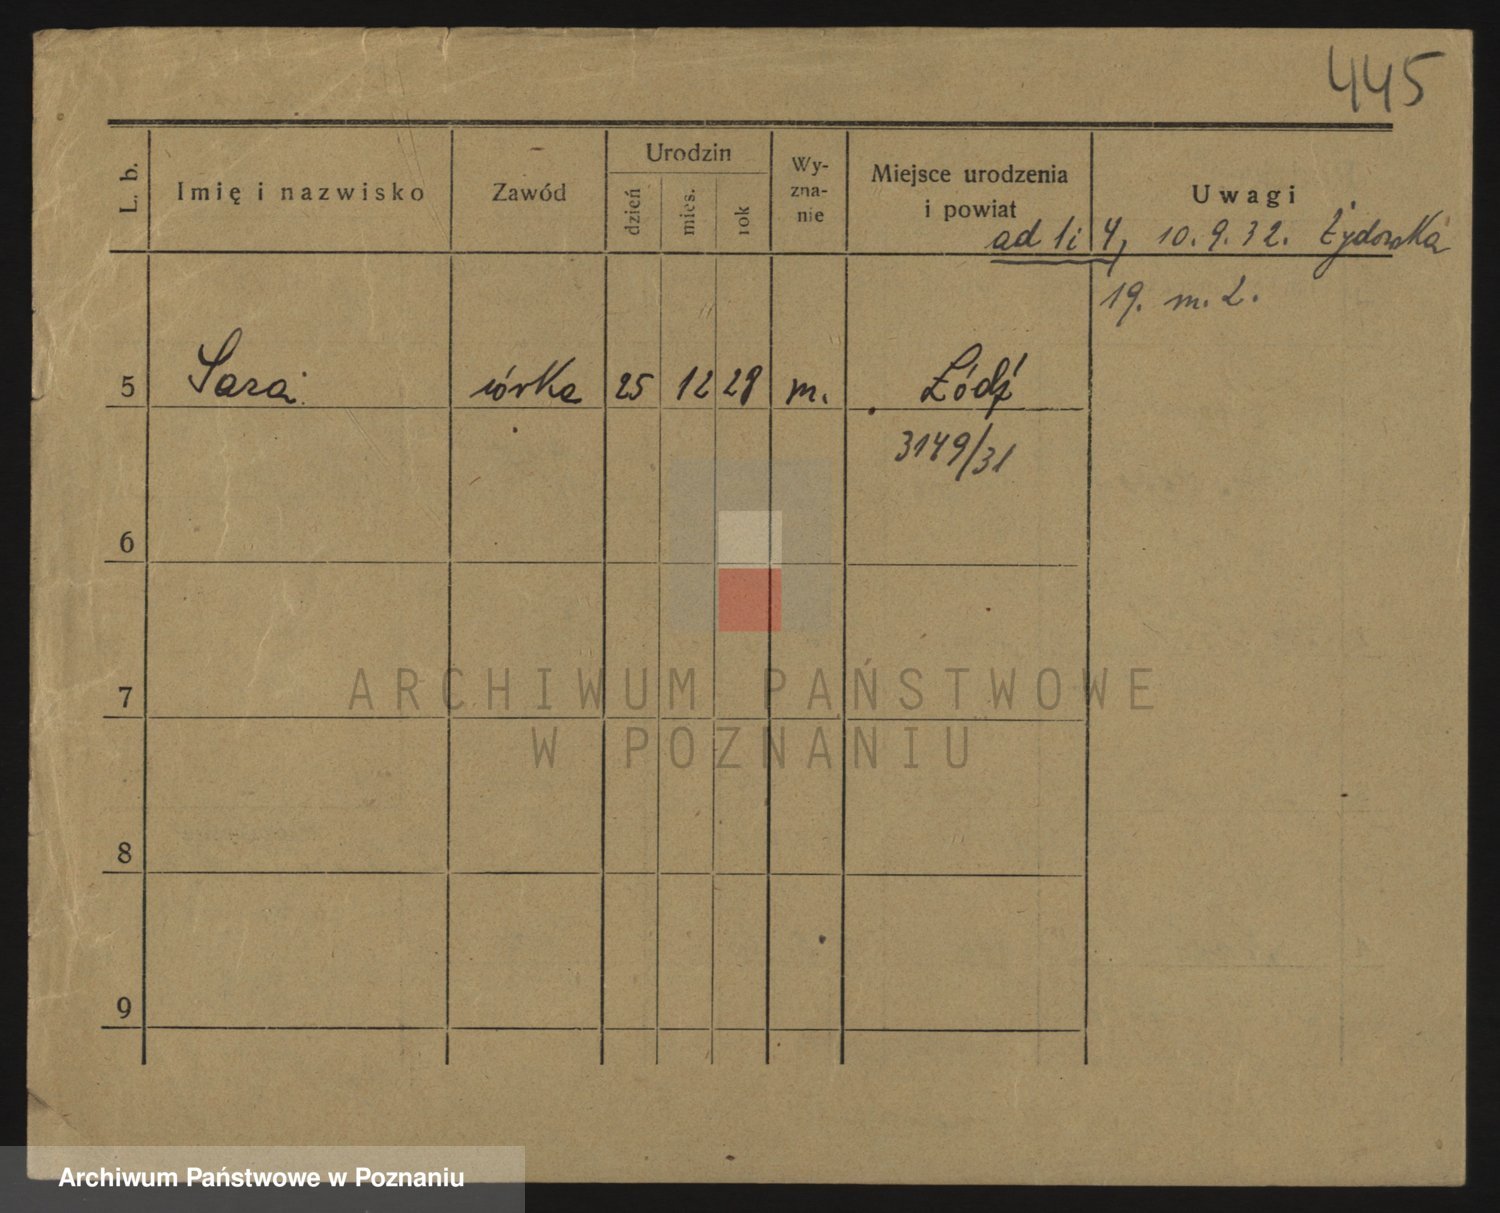 445
L. b. Imię i nazwisko Zawód Urodzin dzień mies. rok Wy-
zna-
nie Miejsce urodzenia
i powiat Uwagi
ad 1 i 4, 10.9.32. Żydowska
19. m. 2.
5 Sara córka 25 12 28 m. Łódź
3149/31
6
7
8
9
ARCHIWUM PAŃSTWOWE
W POZNANIU
Archiwum Państwowe w Poznaniu